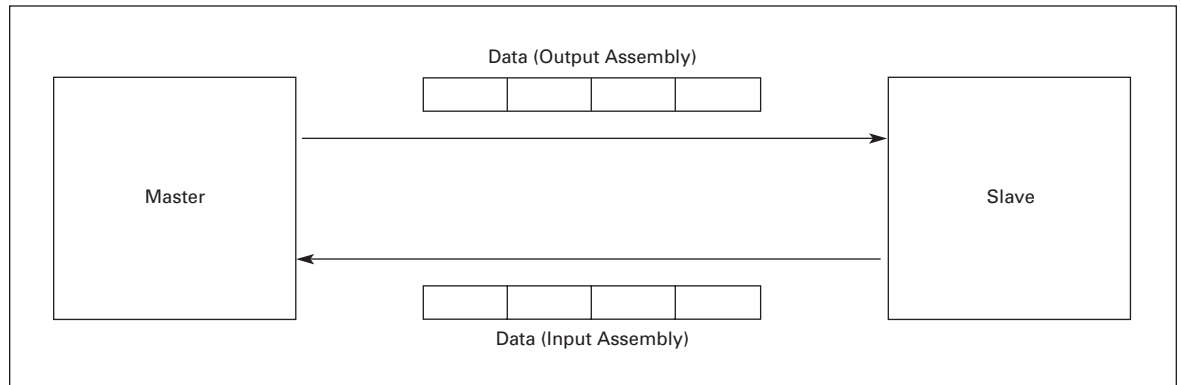 Data (Output Assembly)
Master
Slave
Data (Input Assembly)